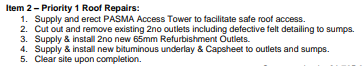 Item 2 – Priority 1 Roof Repairs:
1. Supply and erect PASMA Access Tower to facilitate safe roof access.
2. Cut out and remove existing 2no outlets including defective felt detailing to sumps.
3. Supply & install 2no new 65mm Refurbishment Outlets.
4. Supply & install new bituminous underlay & Capsheet to outlets and sumps.
5. Clear site upon completion.